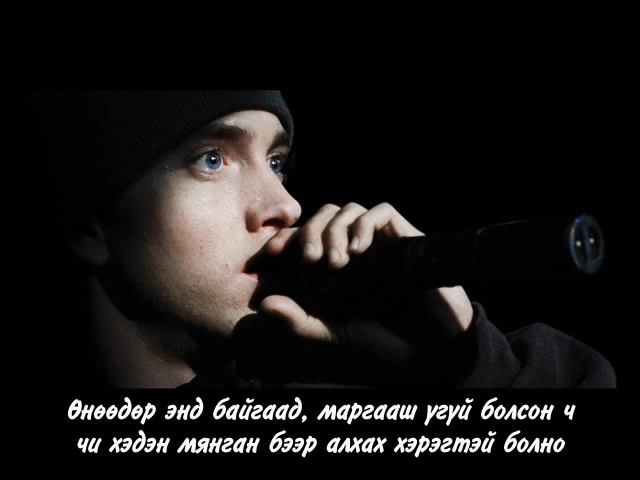 Өнөөдөр энд байгаад, маргааш үгүй болсон ч
чи хэдэн мянган бээр алхах хэрэгтэй болно